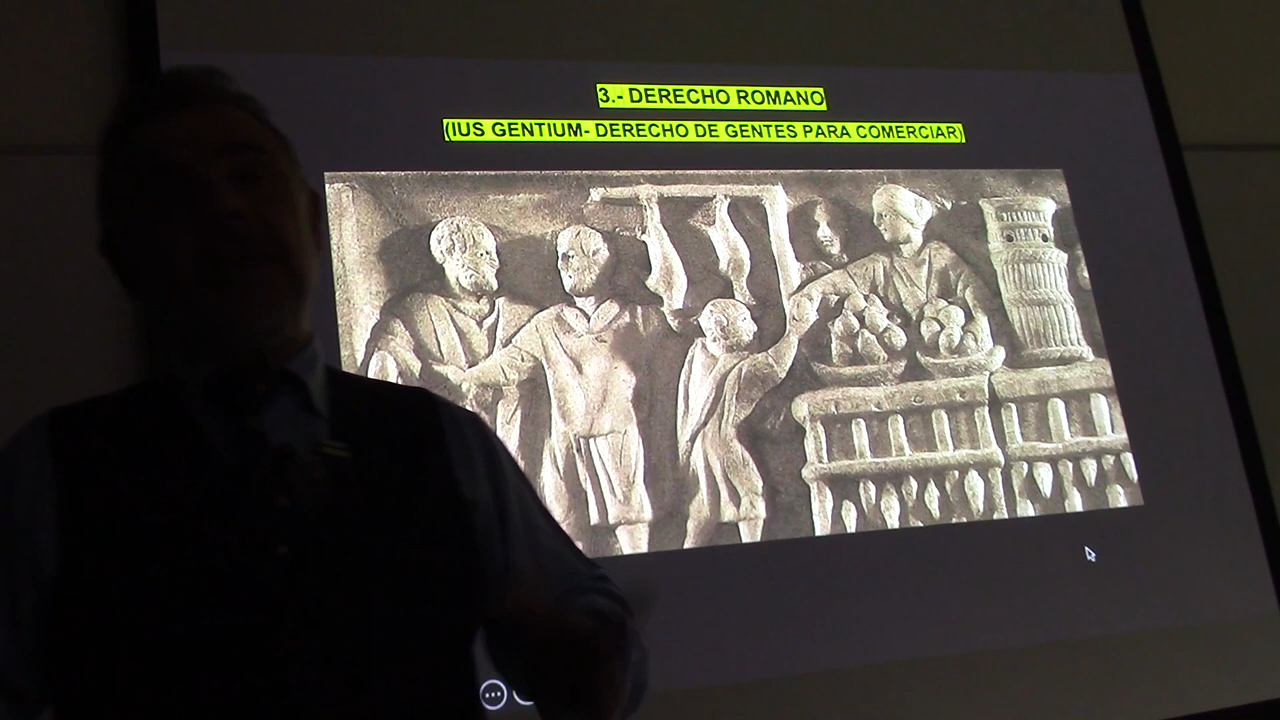 3.- DERECHO ROMANO
(IUS GENTIUM- DERECHO DE GENTES PARA COMERCIAR)